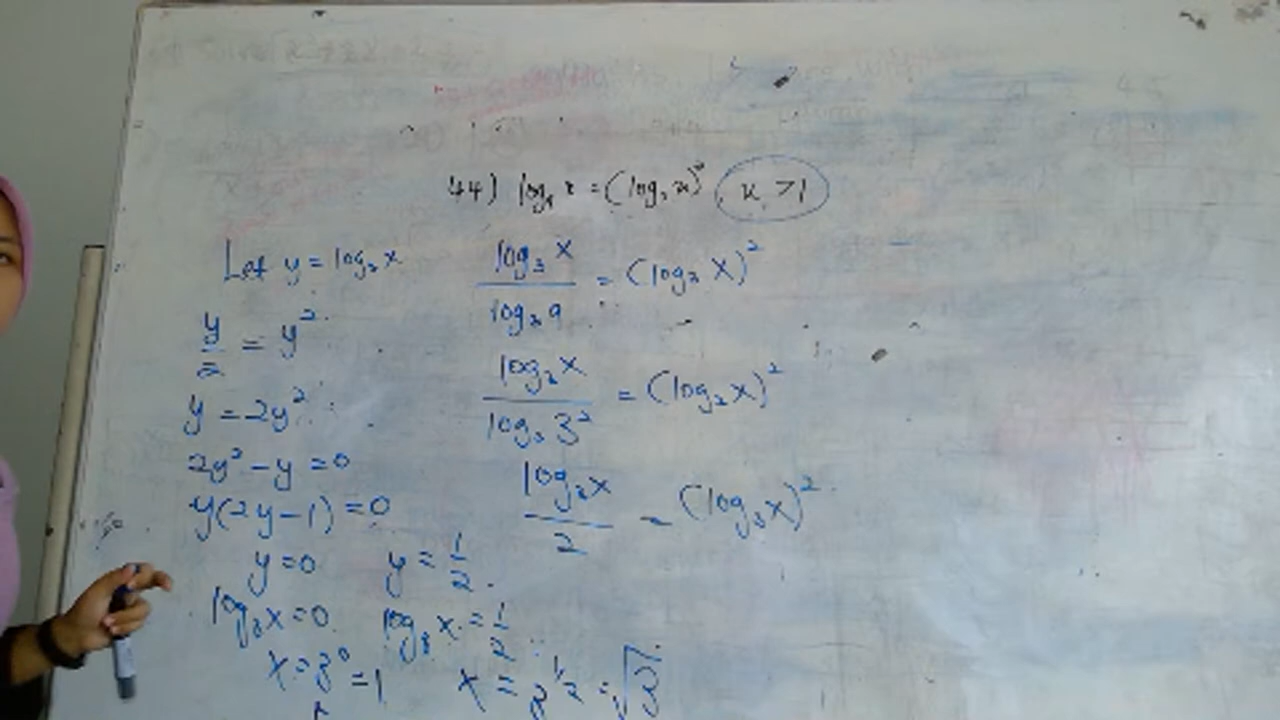 44) log₉ x = (log₃ x)² x > 1
Let y = log₃ x
y/2 = y²
y = 2y²
2y² - y = 0
y(2y-1) = 0
y = 0 y = 1/2
log₃ x = 0 log₃ x = 1/2
x = 3⁰ = 1 x = 3^(1/2) = √3
log₃ x / log₃ 9 = (log₃ x)²
log₃ x / log₃ 3² = (log₃ x)²
log₃ x / 2 = (log₃ x)²